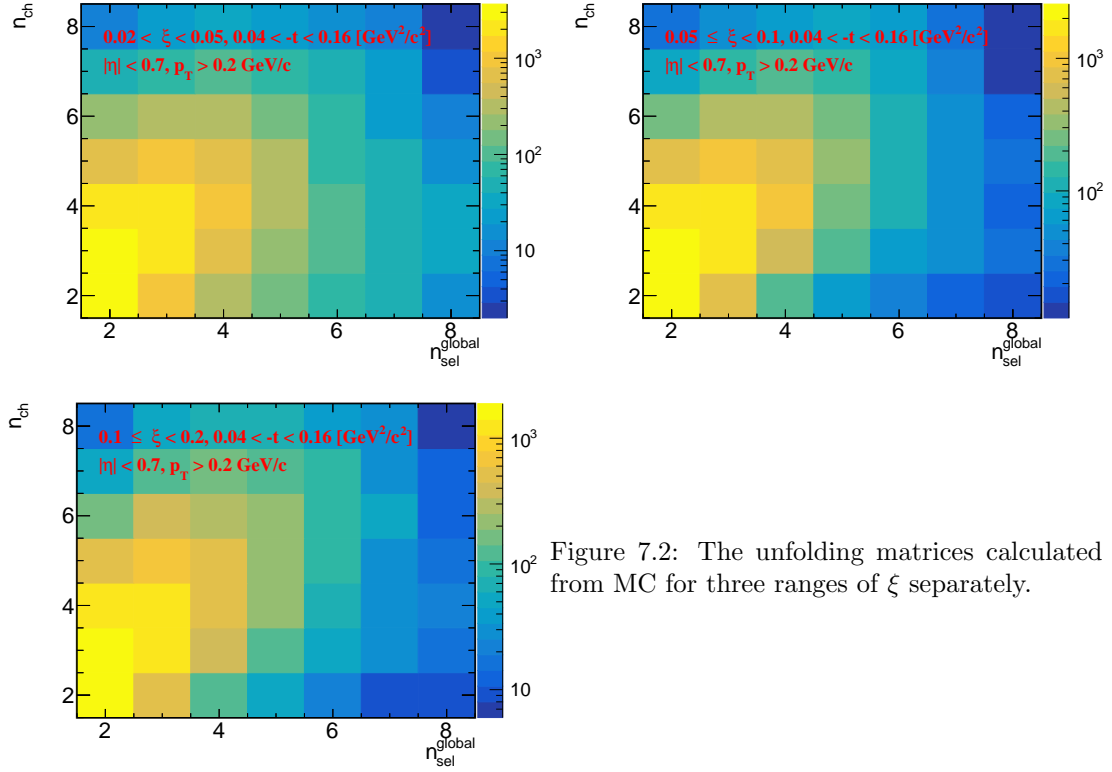 n_ch
8
6
4
2
0.02 < ξ < 0.05, 0.04 < -t < 0.16 [GeV²/c²]
|η| < 0.7, p_T > 0.2 GeV/c
10³
10²
10
2 4 6 8
n_sel^global
n_ch
8
6
4
2
0.05 ≤ ξ < 0.1, 0.04 < -t < 0.16 [GeV²/c²]
|η| < 0.7, p_T > 0.2 GeV/c
10³
10²
2 4 6 8
n_sel^global
n_ch
8
6
4
2
0.1 ≤ ξ < 0.2, 0.04 < -t < 0.16 [GeV²/c²]
|η| < 0.7, p_T > 0.2 GeV/c
10³
10²
10
2 4 6 8
n_sel^global
Figure 7.2: The unfolding matrices calculated
from MC for three ranges of ξ separately.